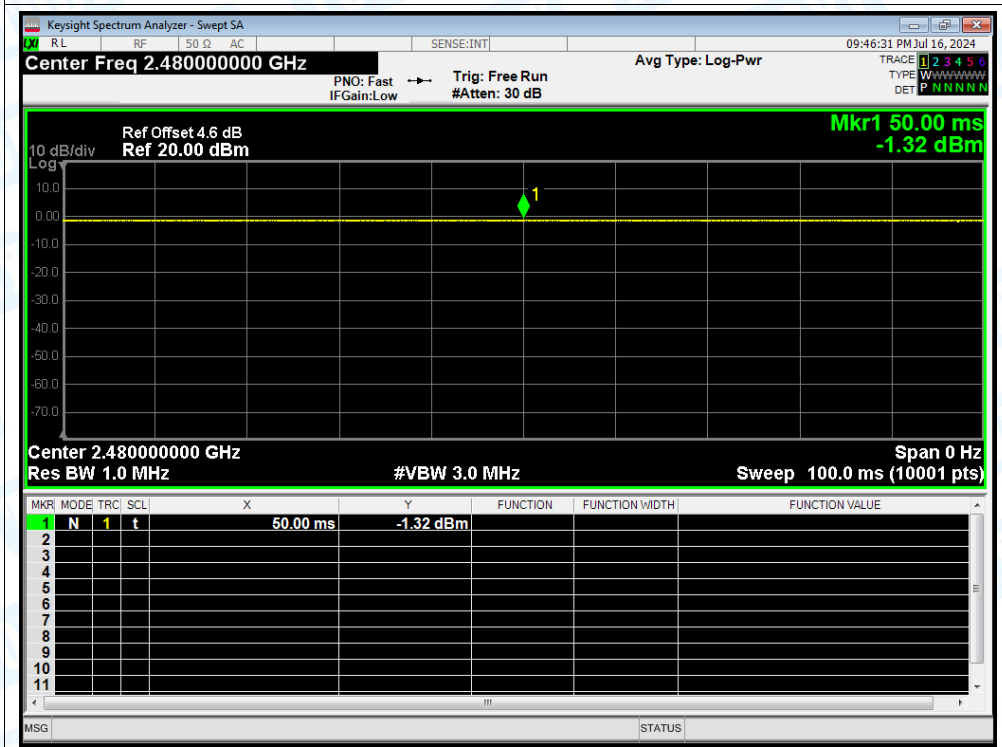 Keysight Spectrum Analyzer - Swept SA
LXI RL RF 50 Ω AC SENSE:INT 09:46:31 PM Jul 16, 2024
Center Freq 2.480000000 GHz
PNO: Fast
IFGain:Low
Trig: Free Run
#Atten: 30 dB
Avg Type: Log-Pwr
TRACE 1 2 3 4 5 6
TYPE WWWWWW
DET P N N N N N
Mkr1 50.00 ms
-1.32 dBm
Ref Offset 4.6 dB
10 dB/div Ref 20.00 dBm
Log
1
10.0
0.00
-10.0
-20.0
-30.0
-40.0
-50.0
-60.0
-70.0
Center 2.480000000 GHz Span 0 Hz
Res BW 1.0 MHz #VBW 3.0 MHz Sweep 100.0 ms (10001 pts)
MKR MODE TRC SCL X Y FUNCTION FUNCTION WIDTH FUNCTION VALUE
1 N 1 t 50.00 ms -1.32 dBm
2
3
4
5
6
7
8
9
10
11
MSG STATUS